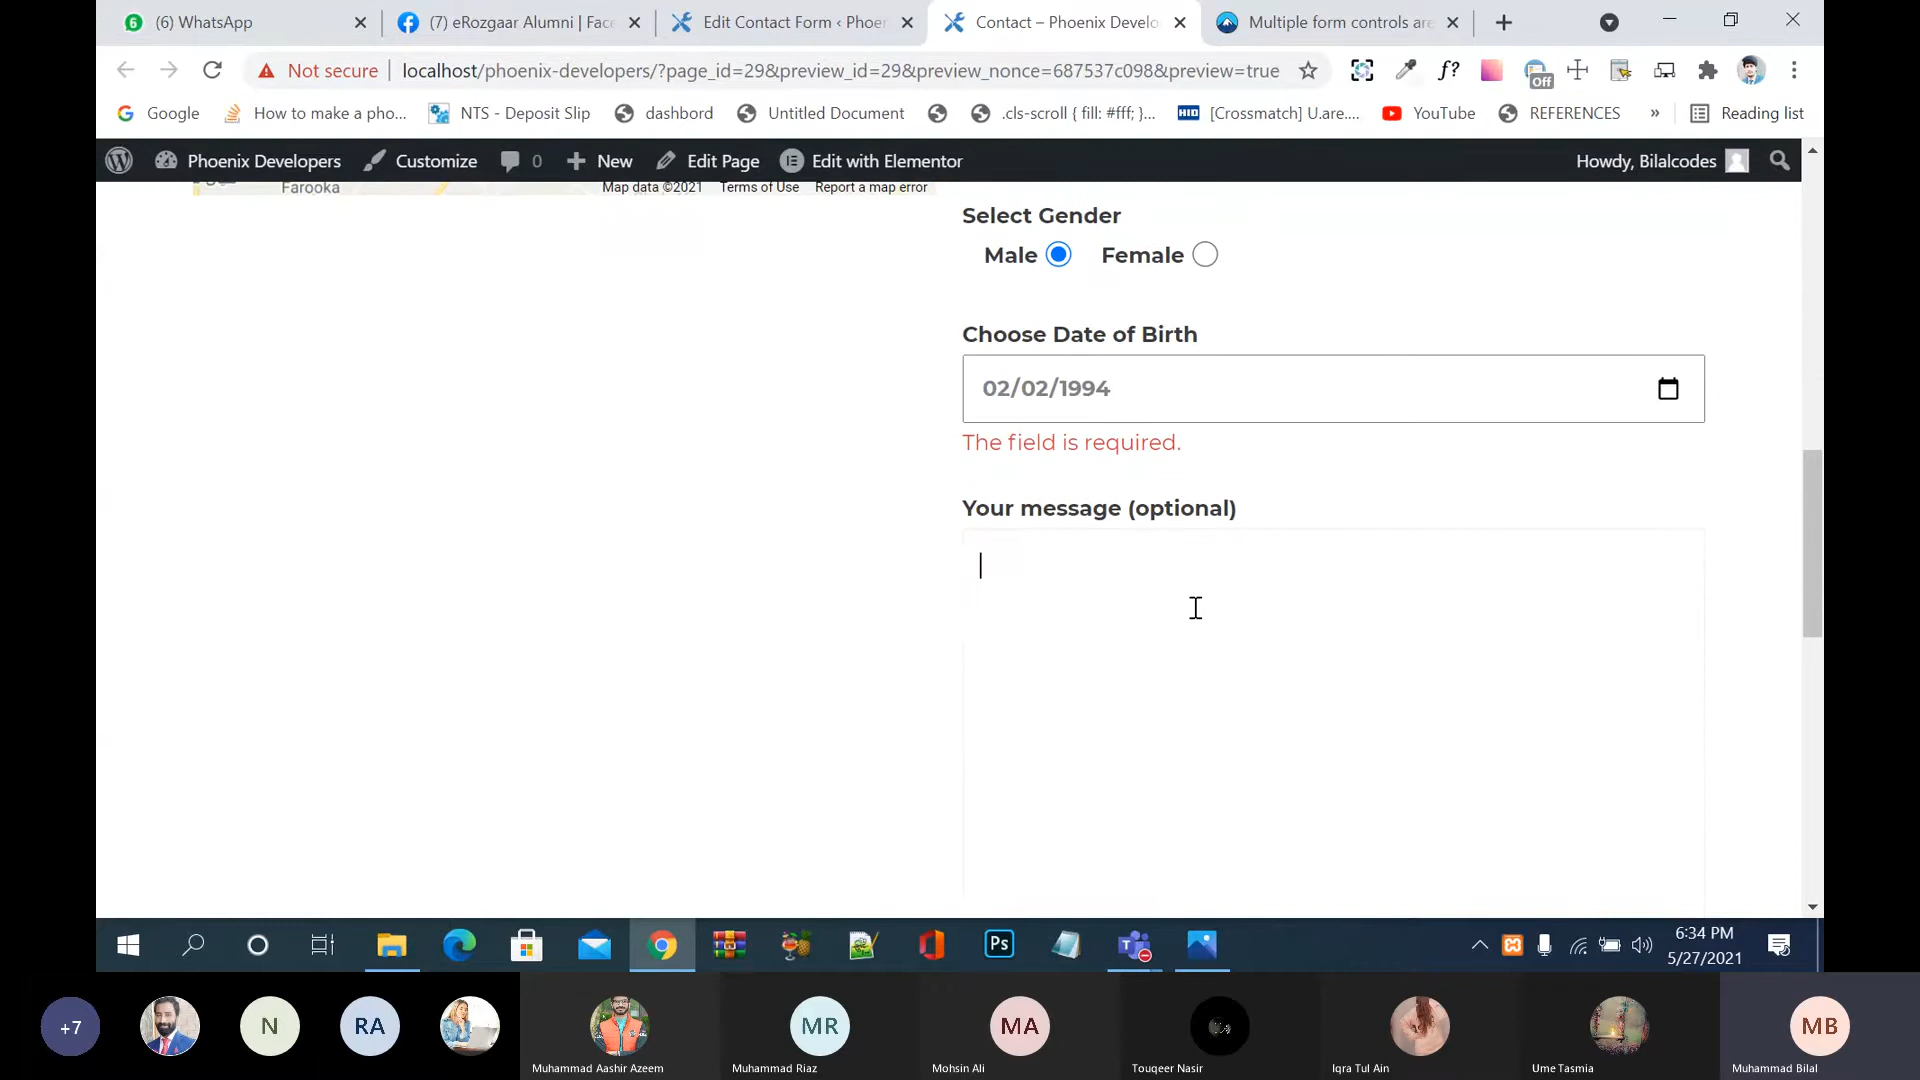 (6) WhatsApp
(7) eRozgaar Alumni | Face
Edit Contact Form ‹ Phoen
Contact – Phoenix Develo
Multiple form controls are
Not secure
localhost/phoenix-developers/?page_id=29&preview_id=29&preview_nonce=687537c098&preview=true
f?
Off
Google
How to make a pho...
NTS - Deposit Slip
dashbord
Untitled Document
.cls-scroll { fill: #fff; }...
HID
[Crossmatch] U.are....
YouTube
REFERENCES
»
Reading list
Phoenix Developers
Customize
0
New
Edit Page
Edit with Elementor
Howdy, Bilalcodes
Farooka
Map data ©2021
Terms of Use
Report a map error
Select Gender
Male
Female
Choose Date of Birth
02/02/1994
The field is required.
Your message (optional)
Ps
6:34 PM
5/27/2021
+7
N
RA
MR
MA
MB
Muhammad Aashir Azeem
Muhammad Riaz
Mohsin Ali
Touqeer Nasir
Iqra Tul Ain
Ume Tasmia
Muhammad Bilal